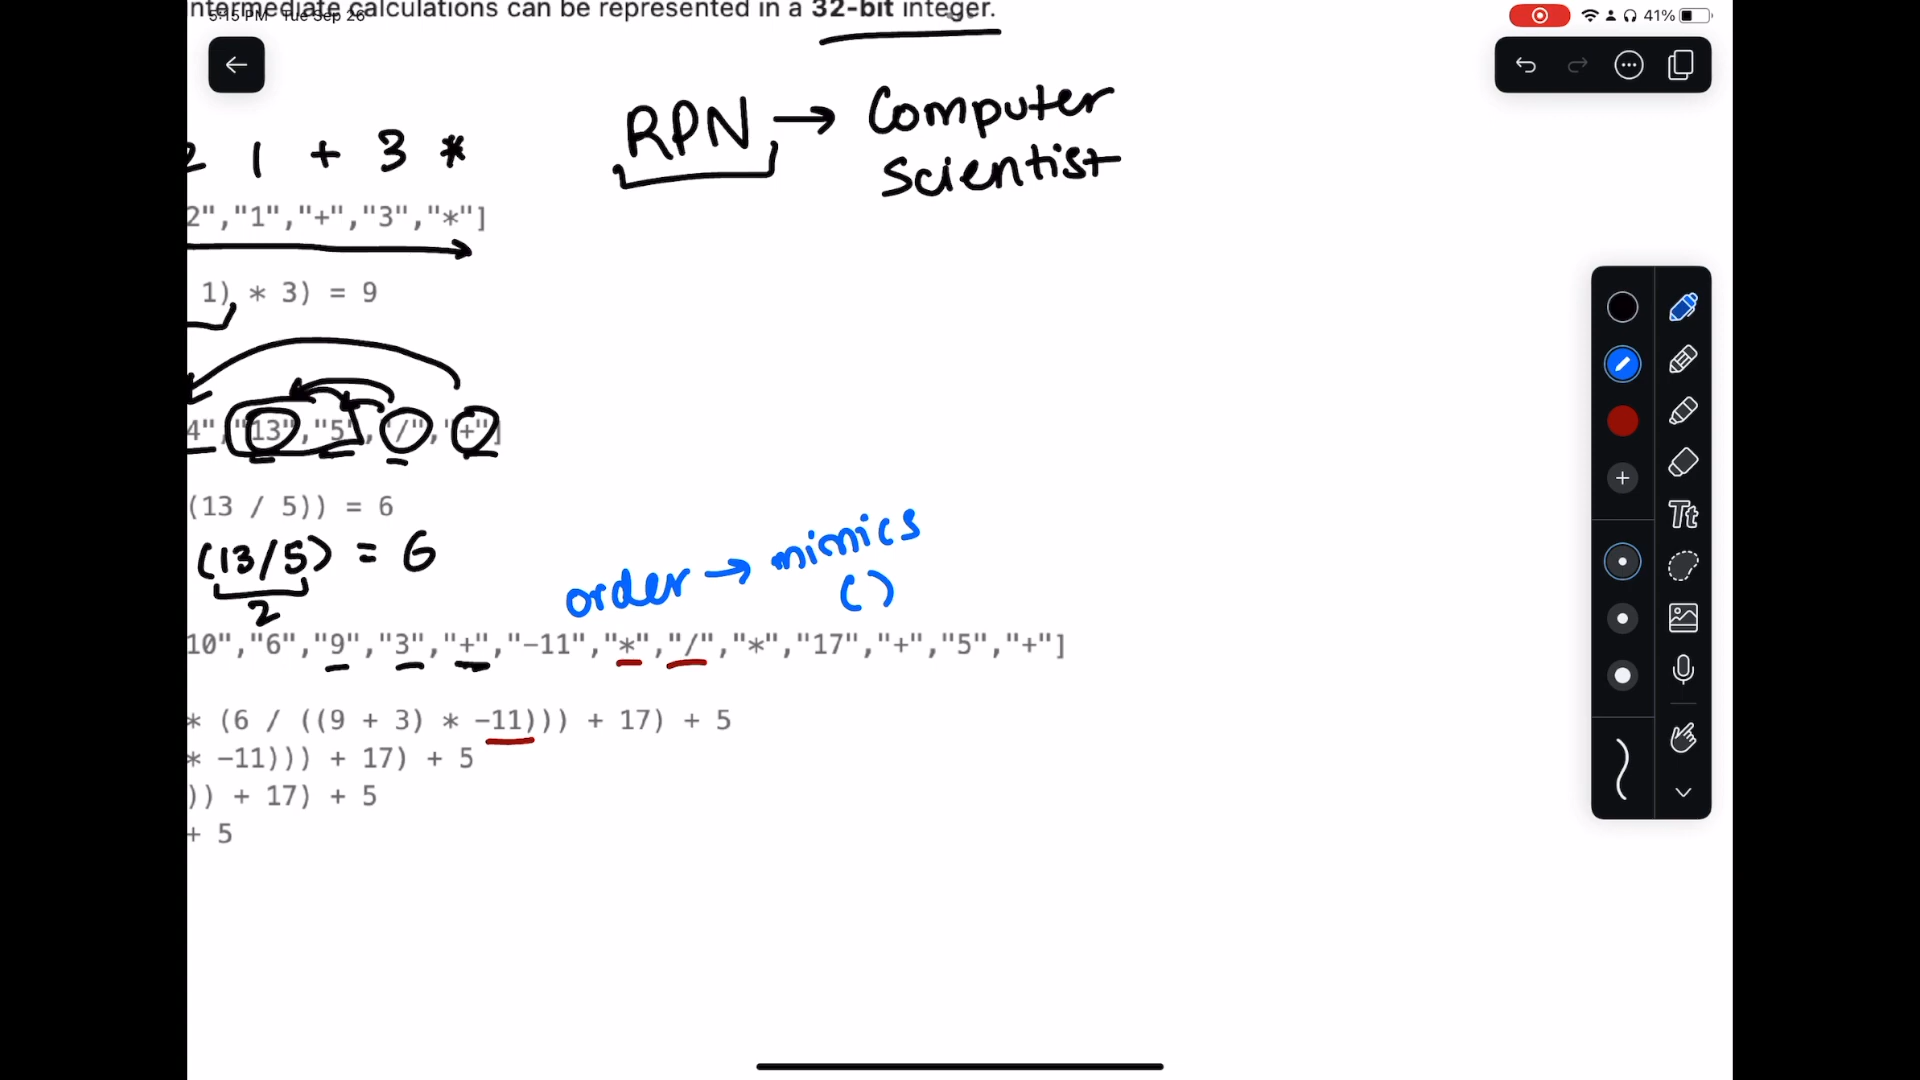 ntermediate calculations can be represented in a 32-bit integer.
5:15 PM Tue Sep 26
41%
RPN → Computer
Scientist
2 1 + 3 *
2","1","+","3","*"]
1) * 3) = 9
4","13","5","/","+"]
(13 / 5)) = 6
(13/5) = 6
2
order → mimics
( )
10","6","9","3","+","-11","*","/","*","17","+","5","+"]
* (6 / ((9 + 3) * -11))) + 17) + 5
* -11))) + 17) + 5
)) + 17) + 5
+ 5
Tt